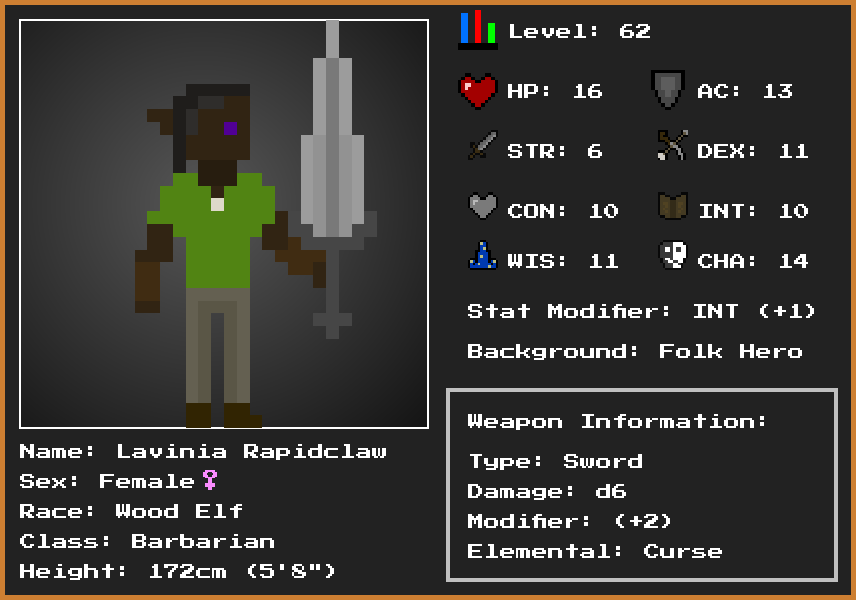 Level: 62
HP: 16 AC: 13
STR: 6 DEX: 11
CON: 10 INT: 10
WIS: 11 CHA: 14
Stat Modifier: INT (+1)
Background: Folk Hero
Weapon Information:
Type: Sword
Damage: d6
Modifier: (+2)
Elemental: Curse
Name: Lavinia Rapidclaw
Sex: Female♀
Race: Wood Elf
Class: Barbarian
Height: 172cm (5'8")